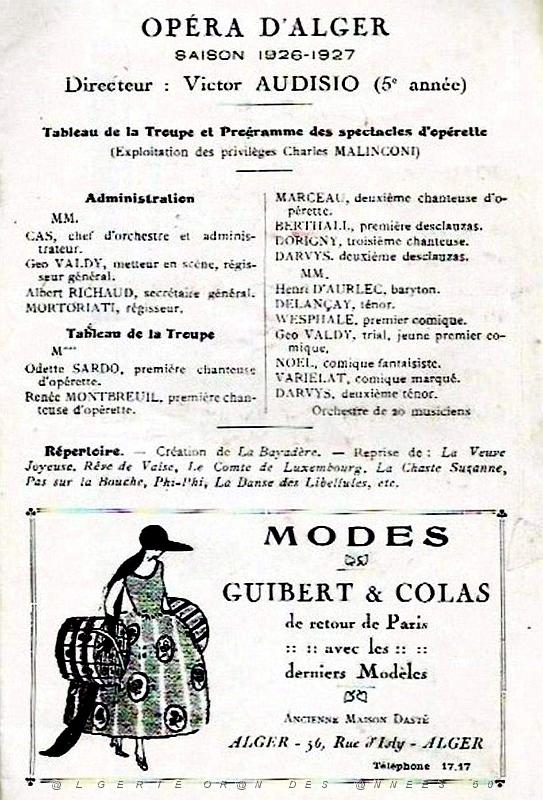 OPÉRA D'ALGER
SAISON 1926-1927
Directeur : Victor AUDISIO (5e année)
Tableau de la Troupe et Programme des spectacles d'opérette
(Exploitation des privilèges Charles MALINCONI)
Administration
MM.
CAS, chef d'orchestre et adminis-
trateur.
Geo VALDY, metteur en scène, régis-
seur général.
Albert RICHAUD, secrétaire général.
MORTORIATI, régisseur.
Tableau de la Troupe
Mmes
Odette SARDO, première chanteuse
d'opérette.
Renée MONTBREUIL, première chan-
teuse d'opérette.
MARCEAU, deuxième chanteuse d'o-
pérette.
BERTHALL, première desclauzas.
DORIGNY, troisième chanteuse.
DARVYS, deuxième desclauzas.
MM.
Henri D'AURLEC, baryton.
DELANÇAY, ténor.
WESPHALE, premier comique.
Geo VALDY, trial, jeune premier co-
mique.
NOEL, comique fantaisiste.
VARIELAT, comique marqué.
DARVYS, deuxième ténor.
Orchestre de 20 musiciens
Répertoire. — Création de La Bayadère. — Reprise de : La Veuve
Joyeuse, Rêve de Valse, Le Comte de Luxembourg, La Chaste Suzanne,
Pas sur la Bouche, Phi-Phi, La Danse des Libellules, etc.
MODES
GUIBERT & COLAS
de retour de Paris
:: :: avec les :: ::
derniers Modèles
ANCIENNE MAISON DASTÉ
ALGER - 36, Rue d'Isly - ALGER
Téléphone 17.17
@LGERIE OR@N DES @NNEES 50